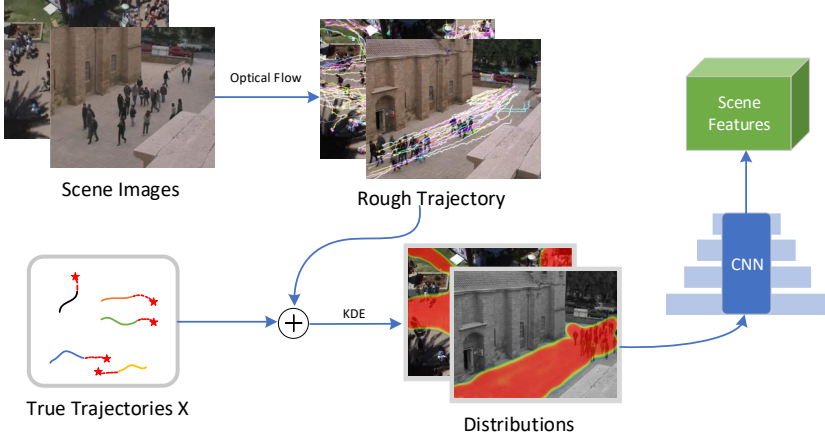 Optical Flow
Scene
Features
Scene Images
Rough Trajectory
CNN
KDE
True Trajectories X
Distributions